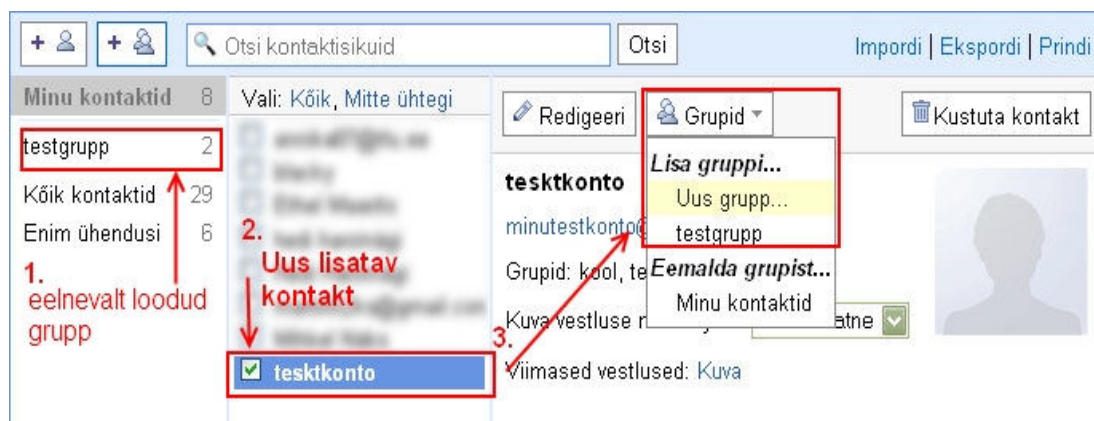 + +
Otsi kontaktisikuid
Otsi
Impordi | Ekspordi | Prindi
Minu kontaktid 8
testgrupp 2
Kõik kontaktid 29
Enim ühendusi 6
1.
eelnevalt loodud
grupp
Vali: Kõik, Mitte ühtegi
2.
Uus lisatav
kontakt
tesktkonto
3.
Redigeeri
Grupid
Kustuta kontakt
Lisa gruppi...
Uus grupp...
testgrupp
Eemalda grupist...
Minu kontaktid
tesktkonto
minutestkonto@
Grupid: kool, te
Kuva vestluse
Viimased vestlused: Kuva